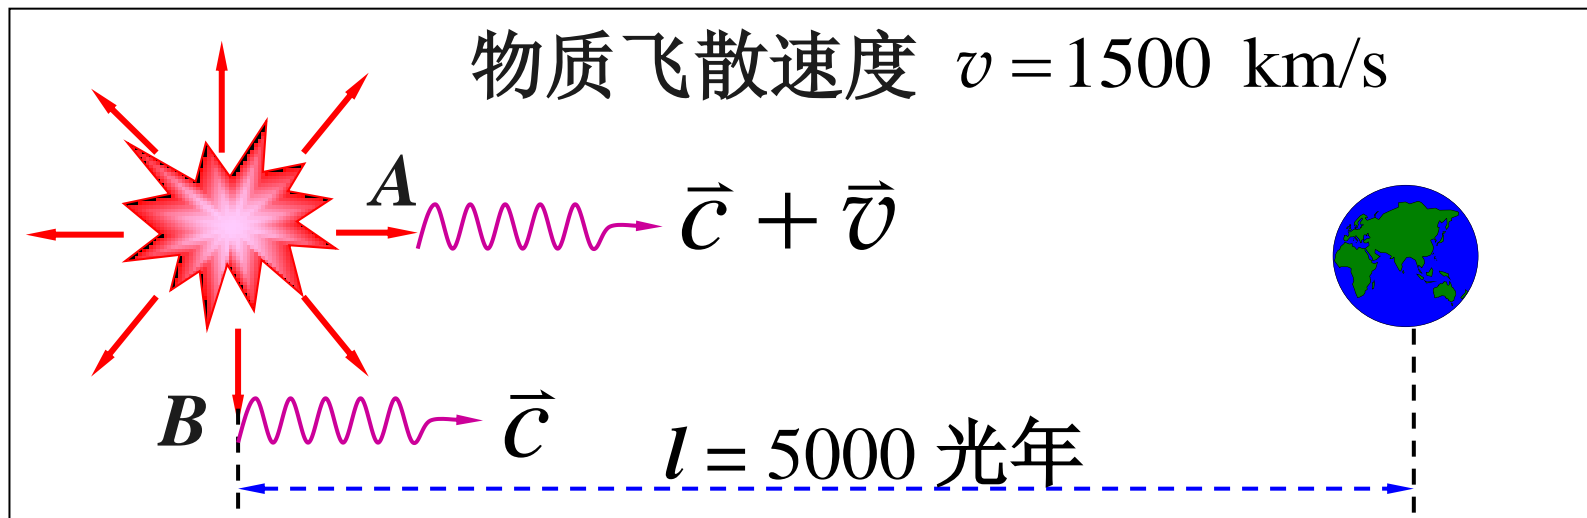 物质飞散速度 v = 1500 km/s
A
c⃗ + v⃗
B
c⃗
l = 5000 光年